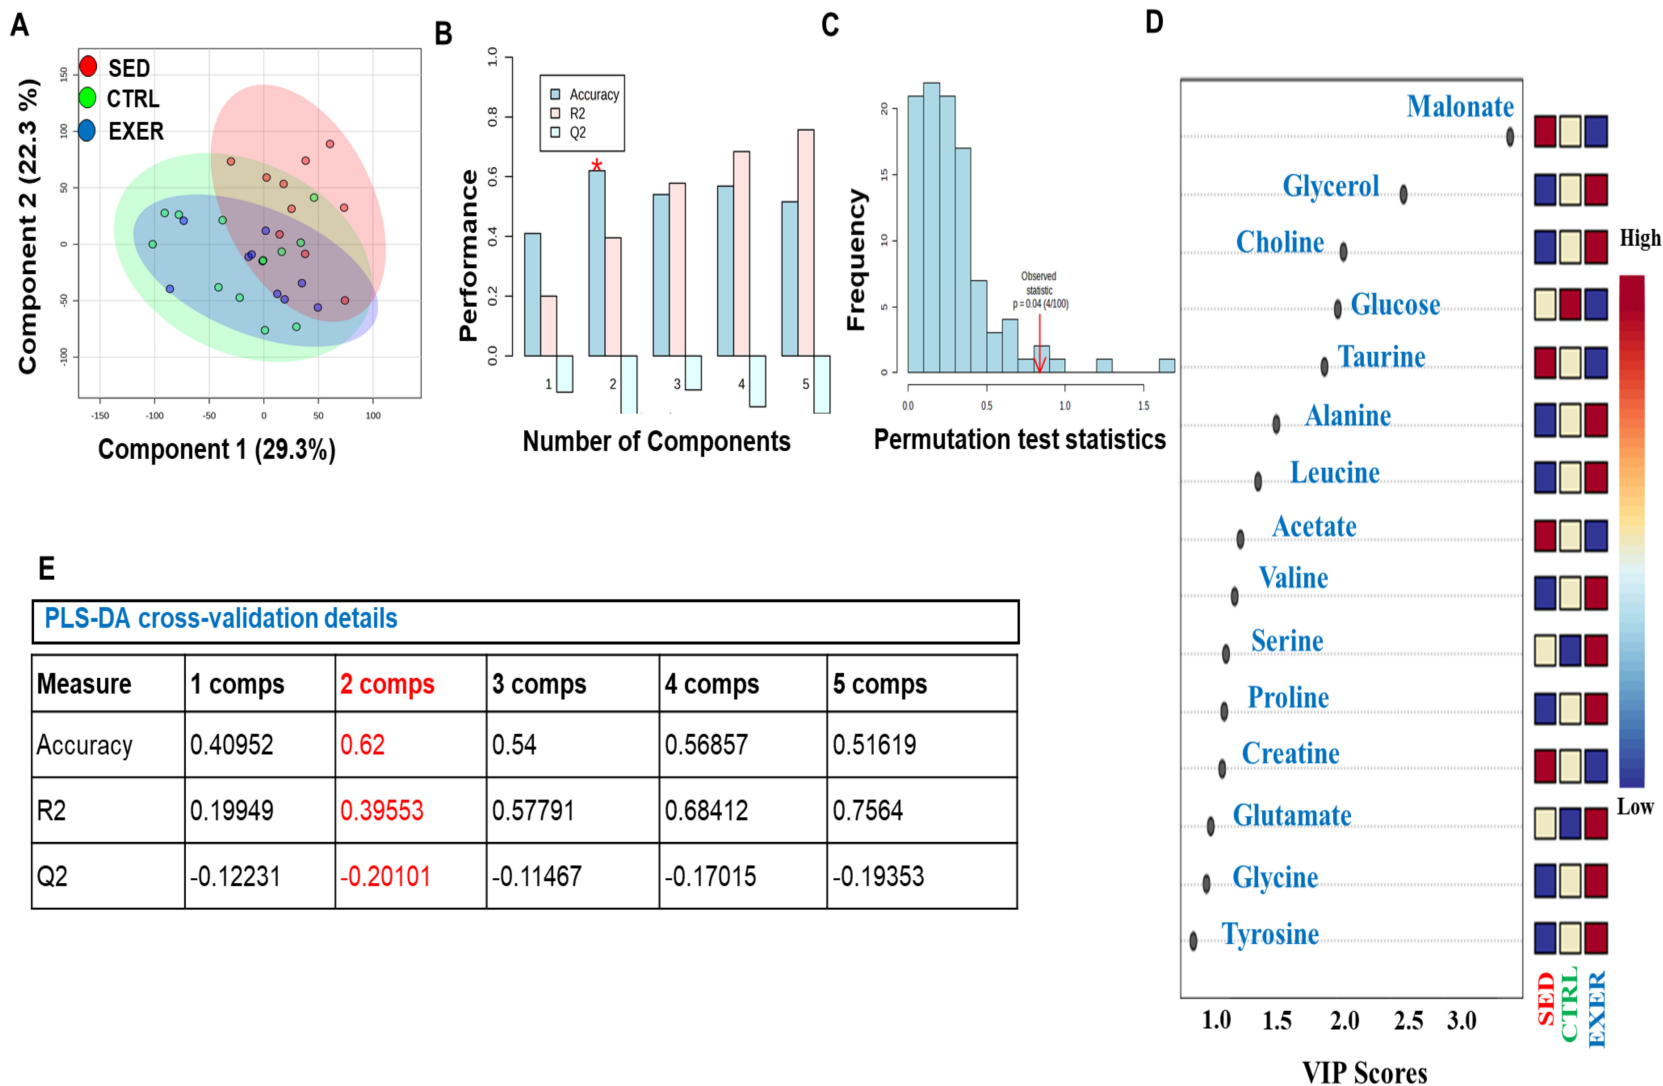 A
SED
CTRL
EXER
Component 2 (22.3 %)
150
100
50
0
-50
-100
-150
-100
-50
0
50
100
Component 1 (29.3%)
B
Performance
1.0
0.8
0.6
0.4
0.2
0.0
Accuracy
R2
Q2
*
1
2
3
4
5
Number of Components
C
Frequency
20
15
10
5
0
Observed
statistic
p = 0.04 (4/100)
0.0
0.5
1.0
1.5
Permutation test statistics
D
Malonate
Glycerol
Choline
Glucose
Taurine
Alanine
Leucine
Acetate
Valine
Serine
Proline
Creatine
Glutamate
Glycine
Tyrosine
1.0 1.5 2.0 2.5 3.0
VIP Scores
SED
CTRL
EXER
High
Low
E
PLS-DA cross-validation details
Measure 1 comps 2 comps 3 comps 4 comps 5 comps
Accuracy 0.40952 0.62 0.54 0.56857 0.51619
R2 0.19949 0.39553 0.57791 0.68412 0.7564
Q2 -0.12231 -0.20101 -0.11467 -0.17015 -0.19353